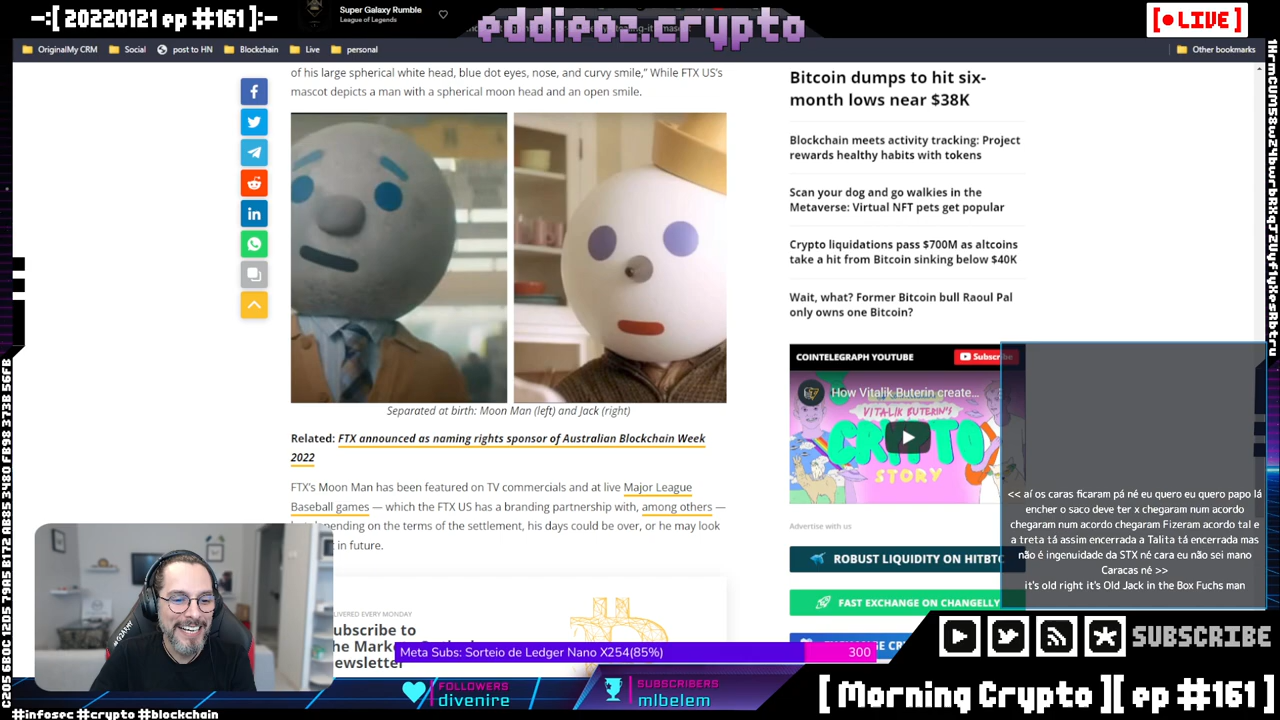 -:[ 20220121 ep #161 ]:-
Super Galaxy Rumble
League of Legends
eddieoz.crypto
[● LIVE ]
OriginalMy CRM
Social
post to HN
Blockchain
Live
personal
Other bookmarks
of his large spherical white head, blue dot eyes, nose, and curvy smile," While FTX US's
mascot depicts a man with a spherical moon head and an open smile.
Separated at birth: Moon Man (left) and Jack (right)
Related: FTX announced as naming rights sponsor of Australian Blockchain Week
2022
FTX's Moon Man has been featured on TV commercials and at live Major League
Baseball games — which the FTX US has a branding partnership with, among others —
depending on the terms of the settlement, his days could be over, or he may look
in future.
Bitcoin dumps to hit six-
month lows near $38K
Blockchain meets activity tracking: Project
rewards healthy habits with tokens
Scan your dog and go walkies in the
Metaverse: Virtual NFT pets get popular
Crypto liquidations pass $700M as altcoins
take a hit from Bitcoin sinking below $40K
Wait, what? Former Bitcoin bull Raoul Pal
only owns one Bitcoin?
COINTELEGRAPH YOUTUBE
Subscribe
How Vitalik Buterin create...
VITALIK BUTERIN'S
CRYPTO
STORY
Advertise with us
ROBUST LIQUIDITY ON HITBTC
FAST EXCHANGE ON CHANGELLY
<< aí os caras ficaram pá né eu quero eu quero papo lá
encher o saco deve ter x chegaram num acordo
chegaram num acordo chegaram Fizeram acordo tal e
a treta tá assim encerrada a Talita tá encerrada mas
não é ingenuidade da STX né cara eu não sei mano
Caracas né >>
it's old right it's Old Jack in the Box Fuchs man
ELIVERED EVERY MONDAY
ubscribe to
he Marke
ewsletter
Meta Subs: Sorteio de Ledger Nano X
254(85%)
300
FOLLOWERS
divenire
SUBSCRIBERS
mlbelem
SUBSCRIBE
[ Morning Crypto ][ ep #161 ]
#infosec #crypto #blockchain